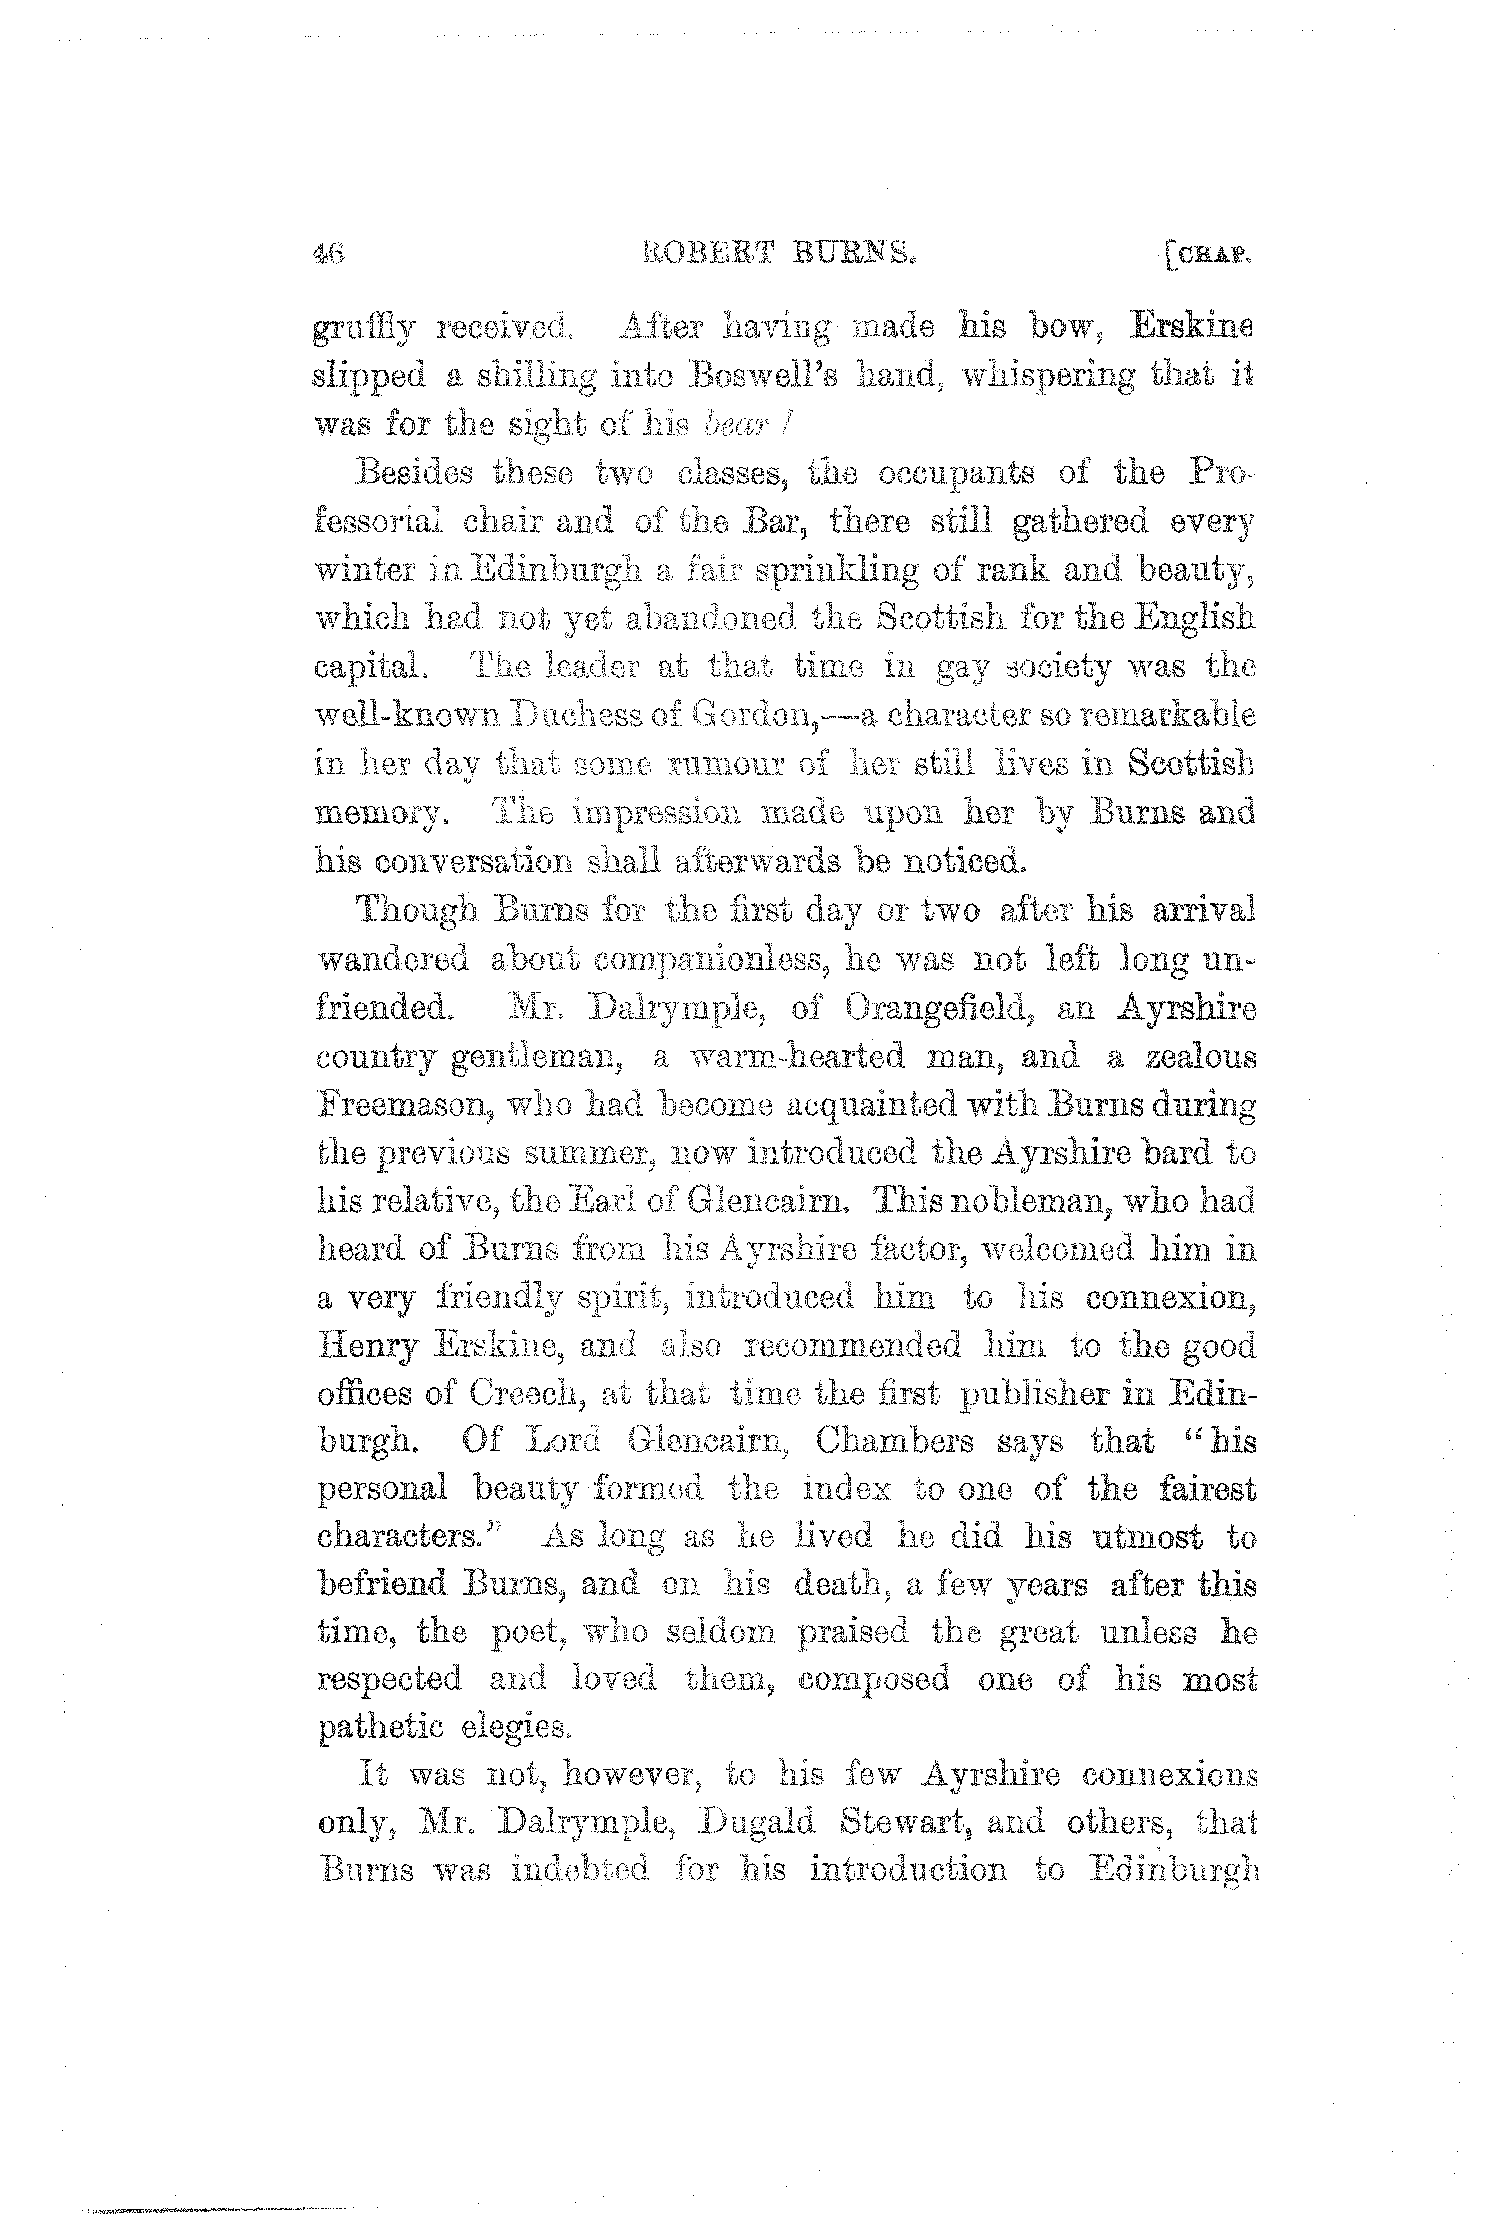 46 ROBERT BURNS. [CHAP.
gruffly received. After having made his bow, Erskine
slipped a shilling into Boswell's hand, whispering that it
was for the sight of his bear!
Besides these two classes, the occupants of the Pro-
fessorial chair and of the Bar, there still gathered every
winter in Edinburgh a fair sprinkling of rank and beauty,
which had not yet abandoned the Scottish for the English
capital. The leader at that time in gay society was the
well-known Duchess of Gordon,—a character so remarkable
in her day that some rumour of her still lives in Scottish
memory. The impression made upon her by Burns and
his conversation shall afterwards be noticed.
Though Burns for the first day or two after his arrival
wandered about companionless, he was not left long un-
friended. Mr. Dalrymple, of Orangefield, an Ayrshire
country gentleman, a warm-hearted man, and a zealous
Freemason, who had become acquainted with Burns during
the previous summer, now introduced the Ayrshire bard to
his relative, the Earl of Glencairn. This nobleman, who had
heard of Burns from his Ayrshire factor, welcomed him in
a very friendly spirit, introduced him to his connexion,
Henry Erskine, and also recommended him to the good
offices of Creech, at that time the first publisher in Edin-
burgh. Of Lord Glencairn, Chambers says that "his
personal beauty formed the index to one of the fairest
characters." As long as he lived he did his utmost to
befriend Burns, and on his death, a few years after this
time, the poet, who seldom praised the great unless he
respected and loved them, composed one of his most
pathetic elegies.
It was not, however, to his few Ayrshire connexions
only, Mr. Dalrymple, Dugald Stewart, and others, that
Burns was indebted for his introduction to Edinburgh